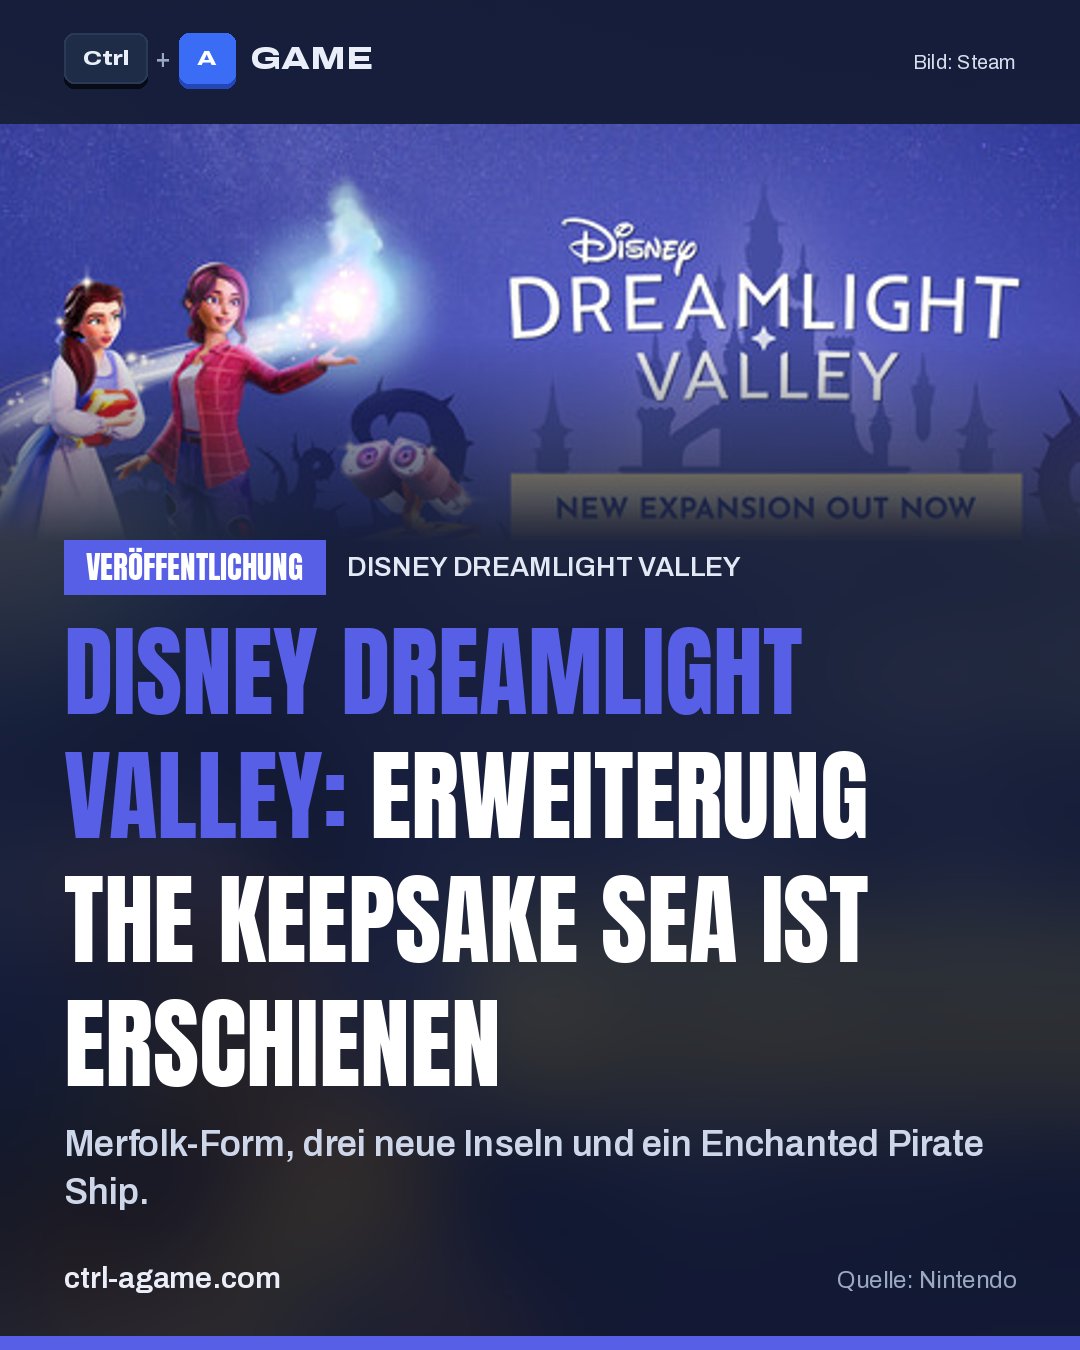 Ctrl + A GAME
Bild: Steam
Disney
DREAMLIGHT
VALLEY
NEW EXPANSION OUT NOW
VERÖFFENTLICHUNG
DISNEY DREAMLIGHT VALLEY
DISNEY DREAMLIGHT
VALLEY: ERWEITERUNG
THE KEEPSAKE SEA IST
ERSCHIENEN
Merfolk-Form, drei neue Inseln und ein Enchanted Pirate
Ship.
ctrl-agame.com
Quelle: Nintendo